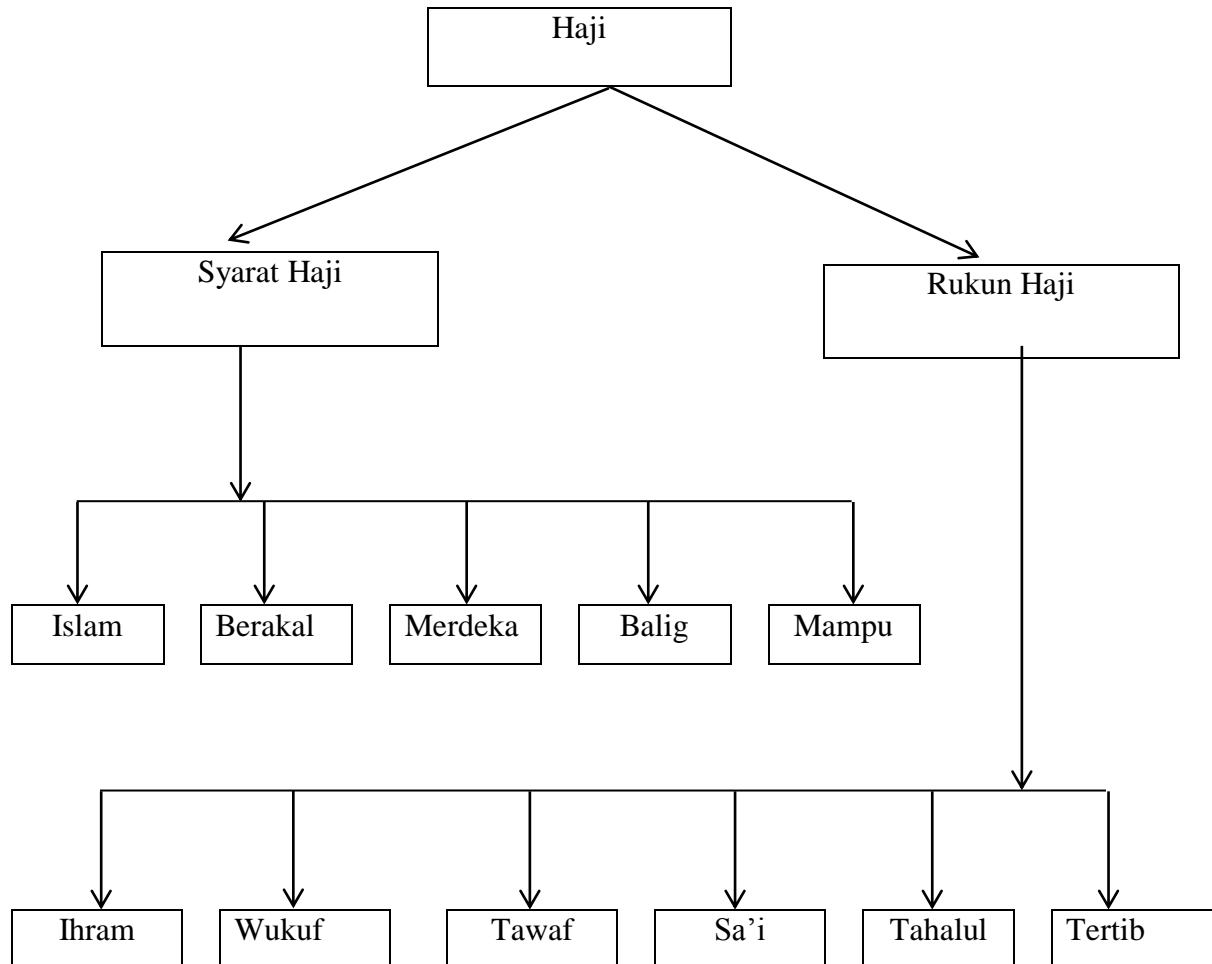 Haji
Syarat Haji
Rukun Haji
Islam
Berakal
Merdeka
Balig
Mampu
Ihram
Wukuf
Tawaf
Sa’i
Tahalul
Tertib